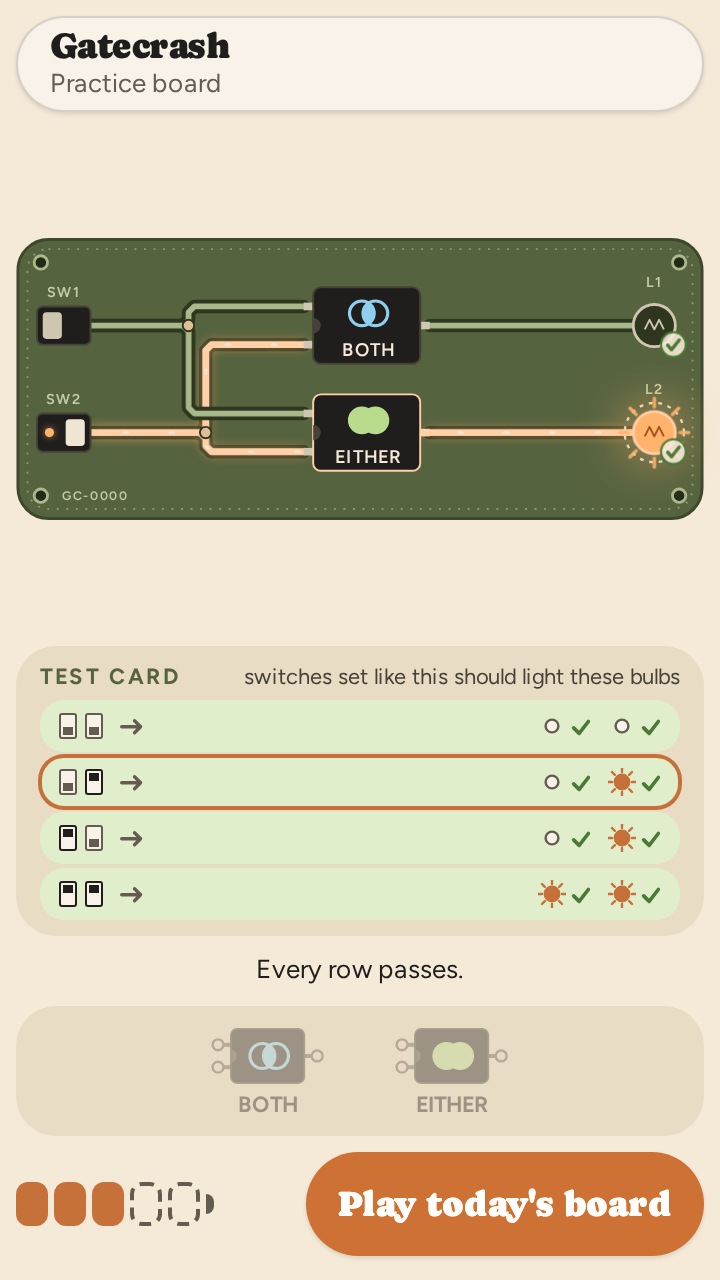 Gatecrash
Practice board
SW1
L1
BOTH
SW2
L2
EITHER
GC-0000
TEST CARD
switches set like this should light these bulbs
Every row passes.
BOTH
EITHER
Play today's board